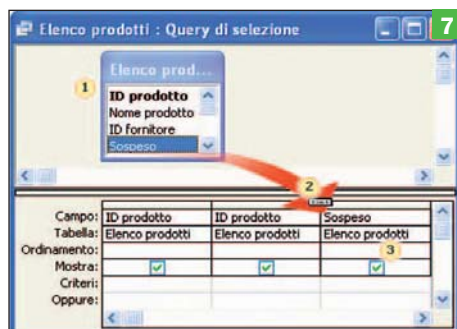 Elenco prodotti : Query di selezione
7
Elenco prod...
1
ID prodotto
Nome prodotto
ID fornitore
Sospeso
2
Campo: ID prodotto ID prodotto Sospeso
Tabella: Elenco prodotti Elenco prodotti Elenco prodotti
Ordinamento: 3
Mostra:
Criteri:
Oppure: